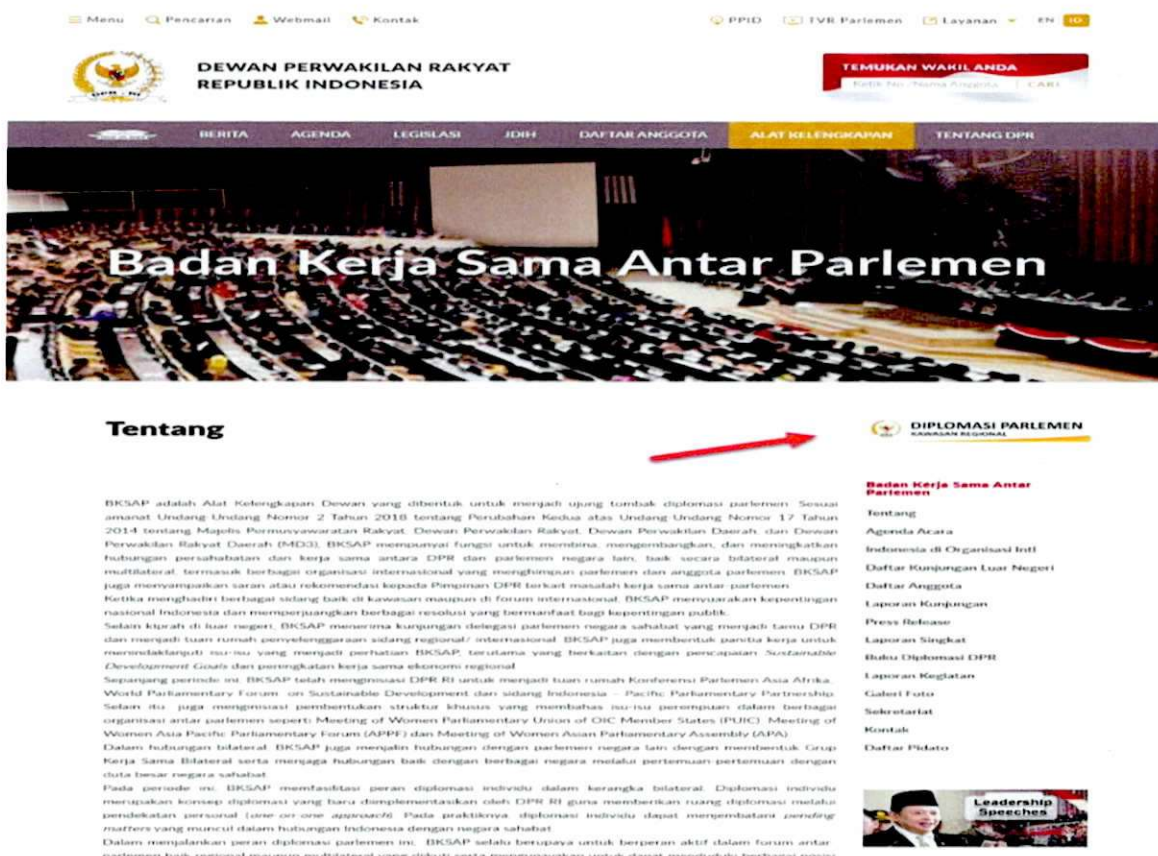 Menu Pencarian Webmail Kontak
PPID TVR Parlemen Layanan EN ID
DEWAN PERWAKILAN RAKYAT
REPUBLIK INDONESIA
DPR - RI
TEMUKAN WAKIL ANDA
Ketik No./Nama Anggota CARI
BERITA AGENDA LEGISLASI JDIH DAFTAR ANGGOTA ALAT KELENGKAPAN TENTANG DPR
Badan Kerja Sama Antar Parlemen
Tentang
BKSAP adalah Alat Kelengkapan Dewan yang dibentuk untuk menjadi ujung tombak diplomasi parlemen. Sesuai
amanat Undang-Undang Nomor 2 Tahun 2018 tentang Perubahan Kedua atas Undang-Undang Nomor 17 Tahun
2014 tentang Majelis Permusyawaratan Rakyat, Dewan Perwakilan Rakyat, Dewan Perwakilan Daerah, dan Dewan
Perwakilan Rakyat Daerah (MD3), BKSAP mempunyai fungsi untuk membina, mengembangkan, dan meningkatkan
hubungan persahabatan dan kerja sama antara DPR dan parlemen negara lain, baik secara bilateral maupun
multilateral, termasuk berbagai organisasi internasional yang menghimpun parlemen dan anggota parlemen. BKSAP
juga menyampaikan saran atau rekomendasi kepada Pimpinan DPR terkait masalah kerja sama antar parlemen.
Ketika menghadiri berbagai sidang baik di kawasan maupun di forum internasional, BKSAP menyuarakan kepentingan
nasional Indonesia dan memperjuangkan berbagai resolusi yang bermanfaat bagi kepentingan publik.
Selain kiprah di luar negeri, BKSAP menerima kunjungan delegasi parlemen negara sahabat yang menjadi tamu DPR
dan menjadi tuan rumah penyelenggaraan sidang regional/ internasional. BKSAP juga membentuk panitia kerja untuk
menindaklanjuti isu-isu yang menjadi perhatian BKSAP, terutama yang berkaitan dengan pencapaian Sustainable
Development Goals dan peningkatan kerja sama ekonomi regional.
Sepanjang periode ini, BKSAP telah menginisiasi DPR RI untuk menjadi tuan rumah Konferensi Parlemen Asia Afrika,
World Parliamentary Forum on Sustainable Development dan sidang Indonesia – Pacific Parliamentary Partnership.
Selain itu juga menginisiasi pembentukan struktur khusus yang membahas isu-isu perempuan dalam berbagai
organisasi antar parlemen seperti Meeting of Women Parliamentary Union of OIC Member States (PUIC), Meeting of
Women Asia Pacific Parliamentary Forum (APPF) dan Meeting of Women Asian Parliamentary Assembly (APA).
Dalam hubungan bilateral, BKSAP juga menjalin hubungan dengan parlemen negara lain dengan membentuk Grup
Kerja Sama Bilateral serta menjaga hubungan baik dengan berbagai negara melalui pertemuan-pertemuan dengan
duta besar negara sahabat.
Pada periode ini, BKSAP memfasilitasi peran diplomasi individu dalam kerangka bilateral. Diplomasi individu
merupakan konsep diplomasi yang baru diimplementasikan oleh DPR RI guna memberikan ruang diplomasi melalui
pendekatan personal (one-on-one approach). Pada praktiknya, diplomasi individu dapat menjembatani pending
matters yang muncul dalam hubungan Indonesia dengan negara sahabat.
Dalam menjalankan peran diplomasi parlemen ini, BKSAP selalu berupaya untuk berperan aktif dalam forum antar-
DIPLOMASI PARLEMEN
KAWASAN REGIONAL
Badan Kerja Sama Antar
Parlemen
Tentang
Agenda Acara
Indonesia di Organisasi Intl
Daftar Kunjungan Luar Negeri
Daftar Anggota
Laporan Kunjungan
Press Release
Laporan Singkat
Buku Diplomasi DPR
Laporan Kegiatan
Galeri Foto
Sekretariat
Kontak
Daftar Pidato
Leadership
Speeches